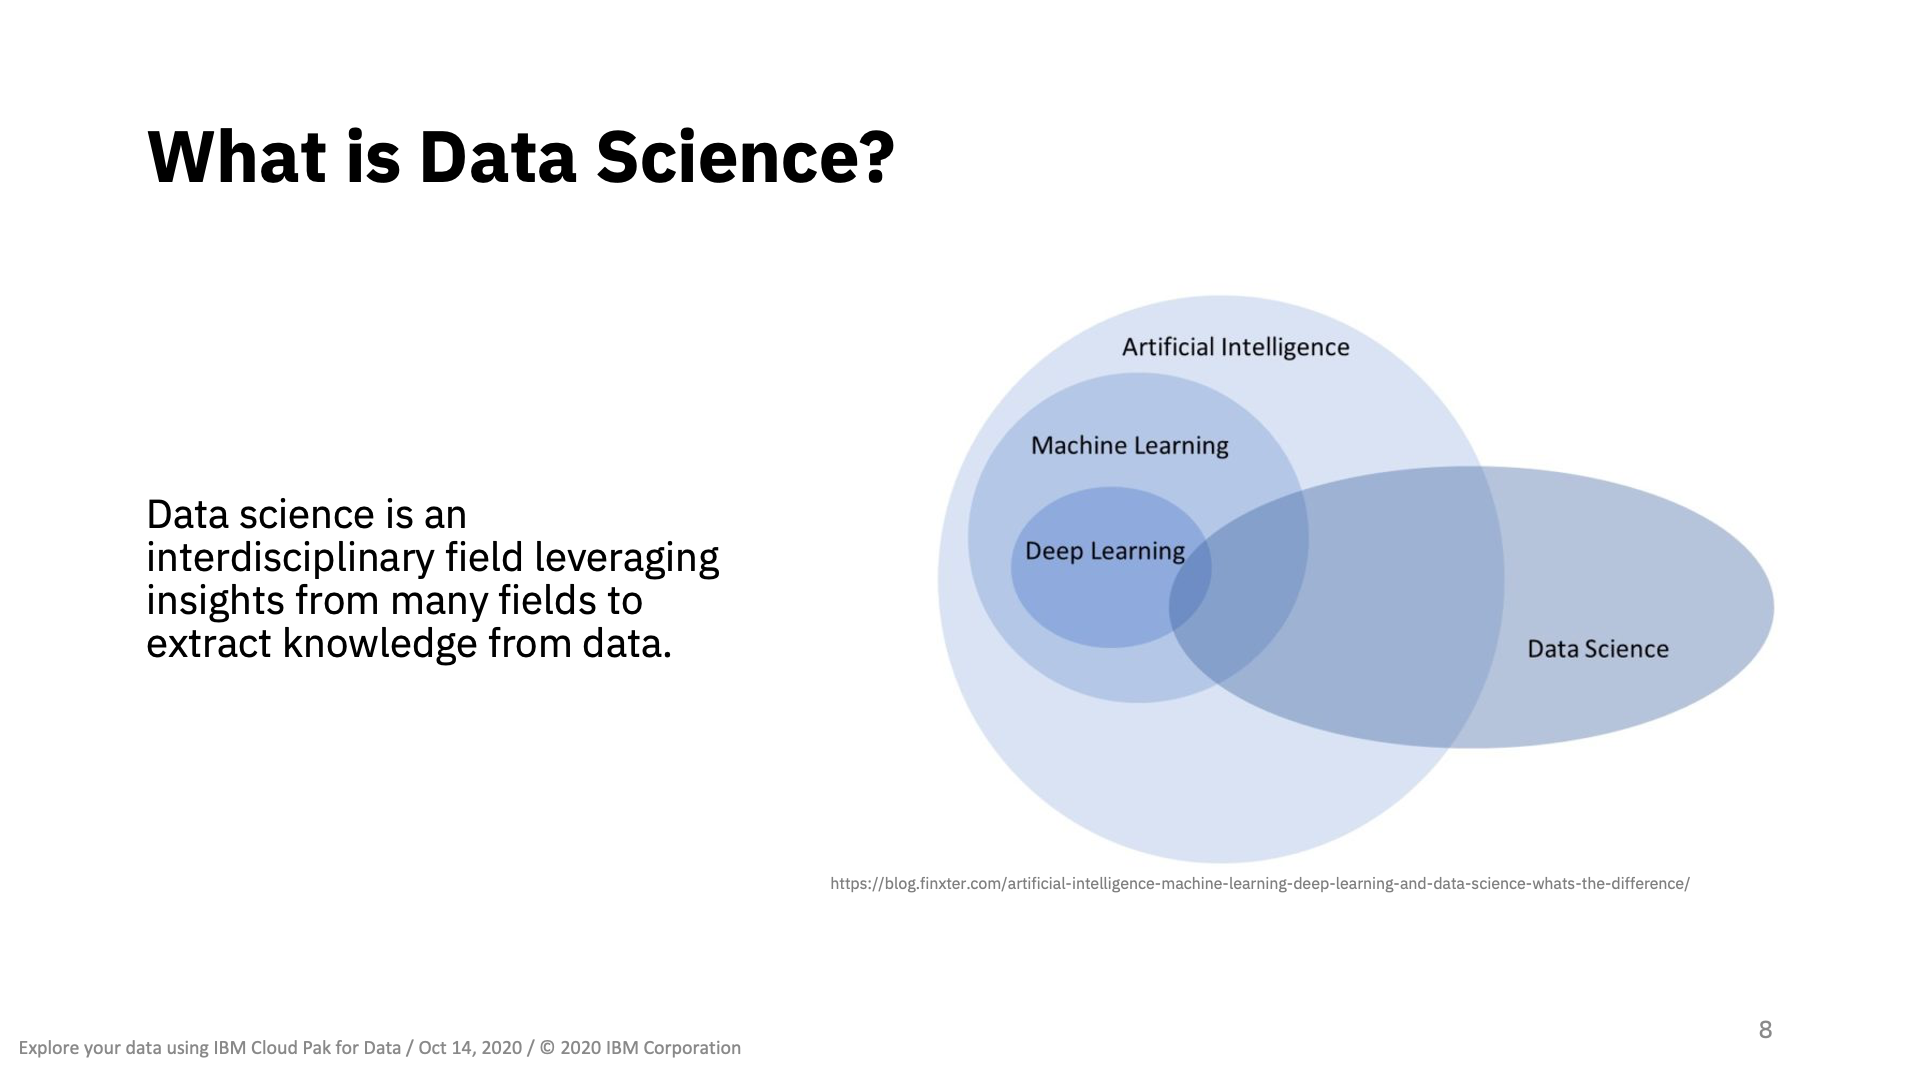 What is Data Science?
Data science is an
interdisciplinary field leveraging
insights from many fields to
extract knowledge from data.
Artificial Intelligence
Machine Learning
Deep Learning
Data Science
https://blog.finxter.com/artificial-intelligence-machine-learning-deep-learning-and-data-science-whats-the-difference/
Explore your data using IBM Cloud Pak for Data / Oct 14, 2020 / © 2020 IBM Corporation
8